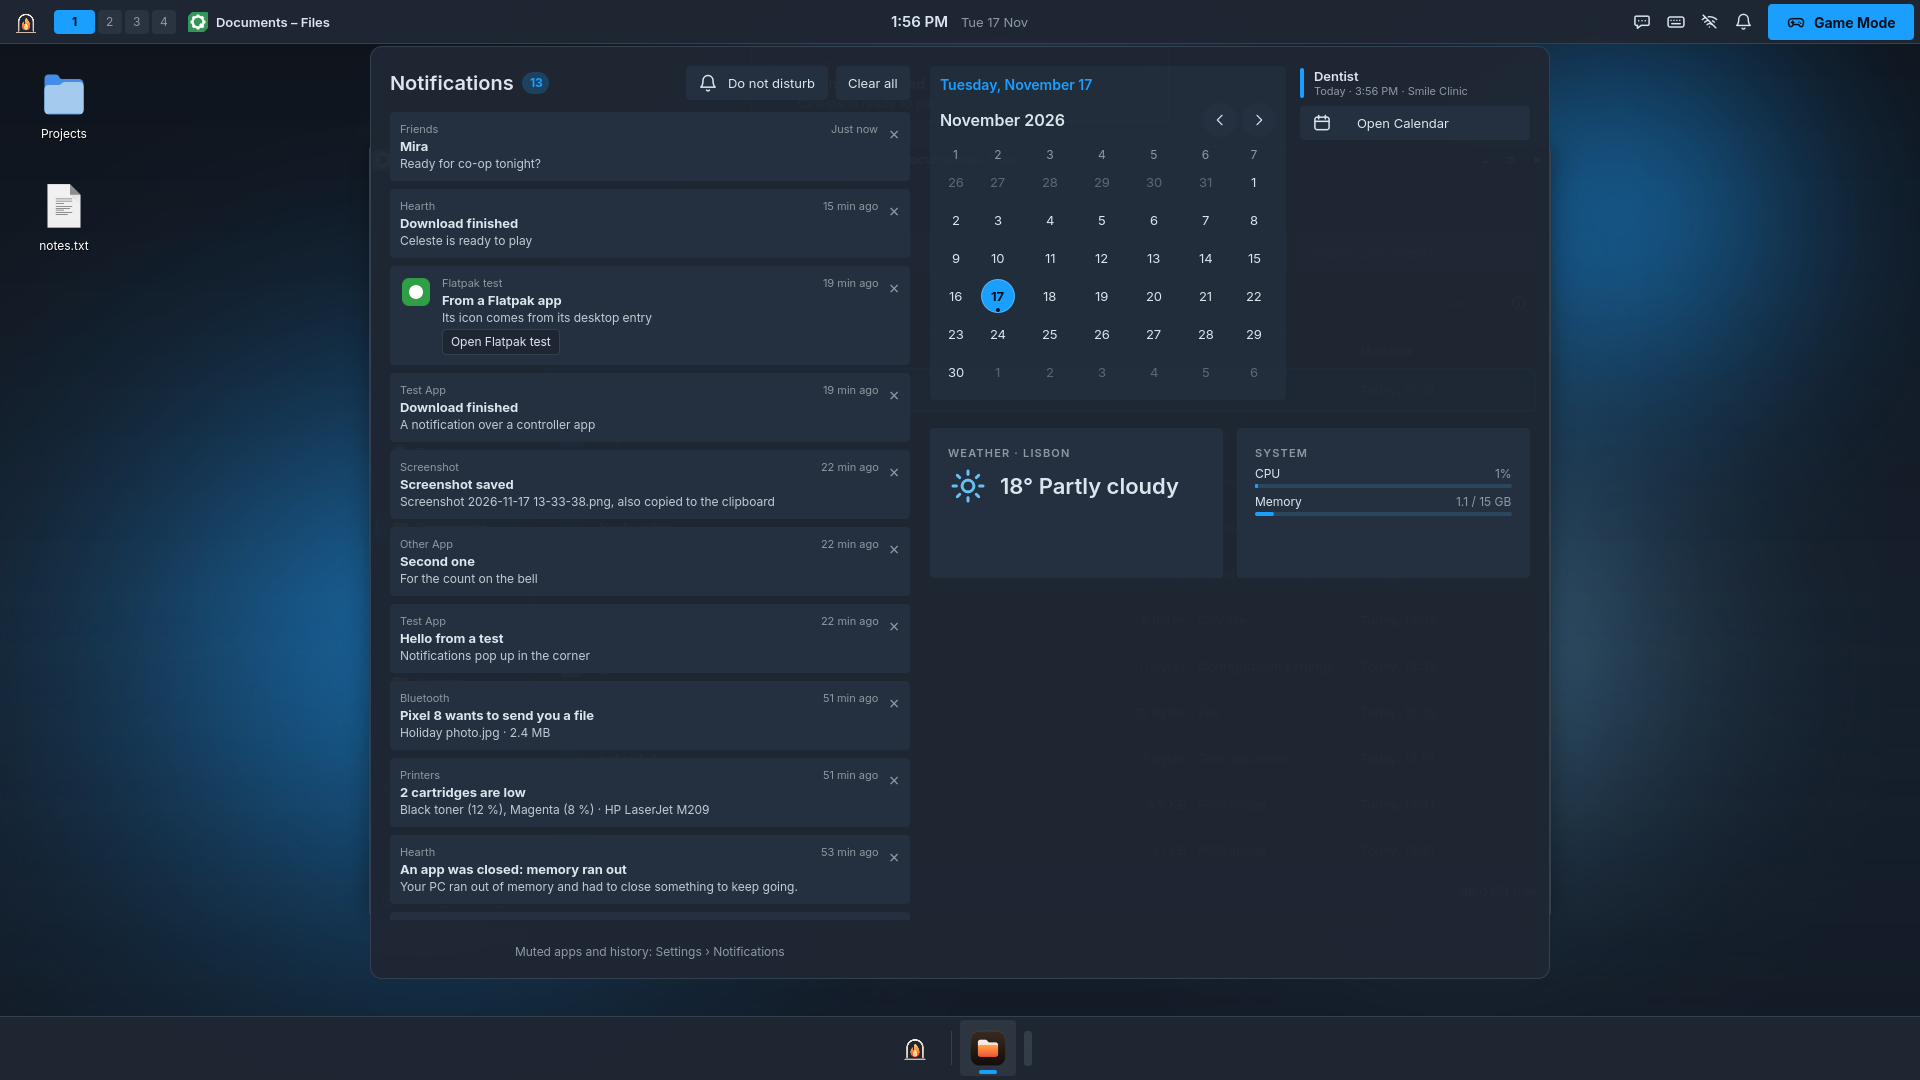 1 2 3 4 Documents – Files
1:56 PM Tue 17 Nov
Game Mode
Projects
notes.txt
Notifications 13
Do not disturb
Clear all
Friends Just now
Mira
Ready for co-op tonight?
Hearth 15 min ago
Download finished
Celeste is ready to play
Flatpak test 19 min ago
From a Flatpak app
Its icon comes from its desktop entry
Open Flatpak test
Test App 19 min ago
Download finished
A notification over a controller app
Screenshot 22 min ago
Screenshot saved
Screenshot 2026-11-17 13-33-38.png, also copied to the clipboard
Other App 22 min ago
Second one
For the count on the bell
Test App 22 min ago
Hello from a test
Notifications pop up in the corner
Bluetooth 51 min ago
Pixel 8 wants to send you a file
Holiday photo.jpg · 2.4 MB
Printers 51 min ago
2 cartridges are low
Black toner (12 %), Magenta (8 %) · HP LaserJet M209
Hearth 53 min ago
An app was closed: memory ran out
Your PC ran out of memory and had to close something to keep going.
Muted apps and history: Settings › Notifications
Tuesday, November 17
November 2026
1 2 3 4 5 6 7
26 27 28 29 30 31 1
2 3 4 5 6 7 8
9 10 11 12 13 14 15
16 17 18 19 20 21 22
23 24 25 26 27 28 29
30 1 2 3 4 5 6
Dentist
Today · 3:56 PM · Smile Clinic
Open Calendar
WEATHER · LISBON
18° Partly cloudy
SYSTEM
CPU 1%
Memory 1.1 / 15 GB